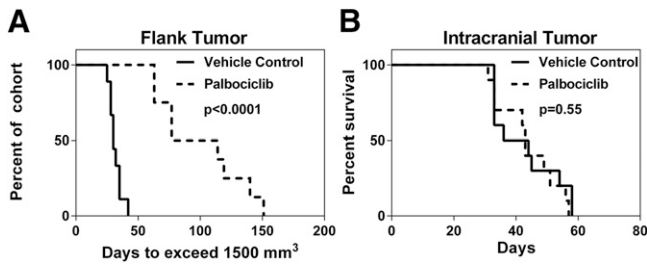 A
Flank Tumor
Percent of cohort
100
50
0
Vehicle Control
Palbociclib
p<0.0001
0 50 100 150 200
Days to exceed 1500 mm³
B
Intracranial Tumor
Percent survival
100
50
0
Vehicle Control
Palbociclib
p=0.55
0 20 40 60 80
Days